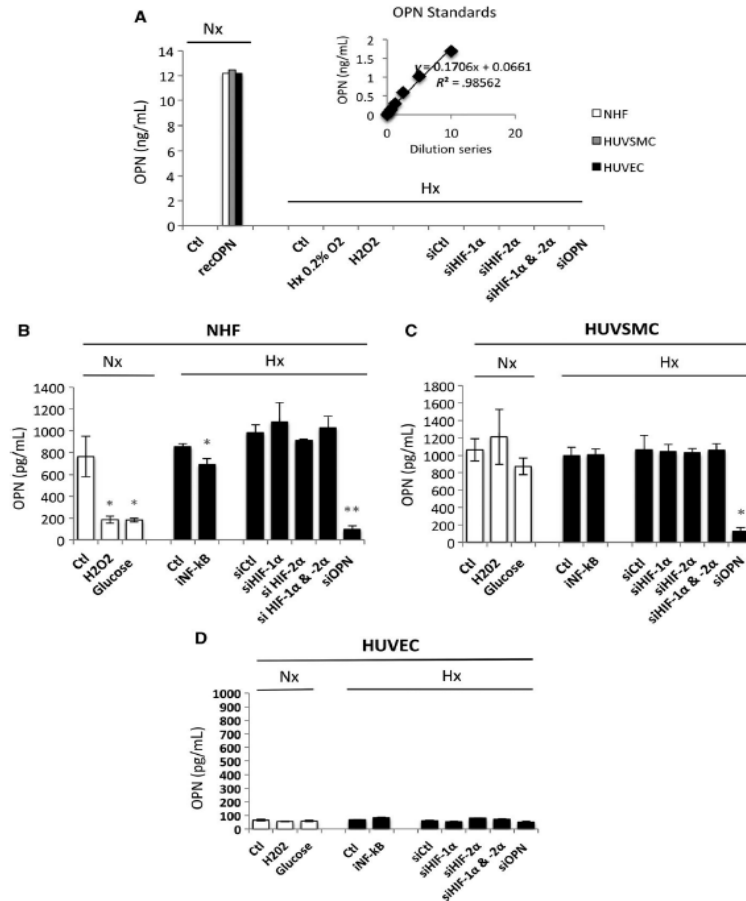 A
Nx
OPN (ng/mL)
14
12
10
8
6
4
2
0
Ctl
recOPN
OPN Standards
OPN (ng/mL)
2
1.5
1
0.5
0
y = 0.1706x + 0.0661
R² = .98562
0
10
20
Dilution series
Hx
Ctl
Hx 0.2% O2
H2O2
siCtl
siHIF-1α
siHIF-2α
siHIF-1α & -2α
siOPN
NHF
HUVSMC
HUVEC
B
NHF
Nx
Hx
OPN (pg/mL)
1400
1200
1000
800
600
400
200
0
*
*
*
**
Ctl
H2O2
Glucose
Ctl
iNF-kB
siCtl
siHIF-1α
si HIF-2α
si HIF-1α & -2α
siOPN
C
HUVSMC
Nx
Hx
OPN (pg/mL)
1800
1600
1400
1200
1000
800
600
400
200
0
*
Ctl
H202
Glucose
Ctl
iNF-kB
siCtl
siHIF-1α
siHIF-2α
siHIF-1α & -2α
siOPN
D
HUVEC
Nx
Hx
OPN (pg/mL)
1000
900
800
700
600
500
400
300
200
100
0
Ctl
H202
Glucose
Ctl
iNF-kB
siCtl
siHIF-1α
siHIF-2α
siHIF-1α & -2α
siOPN